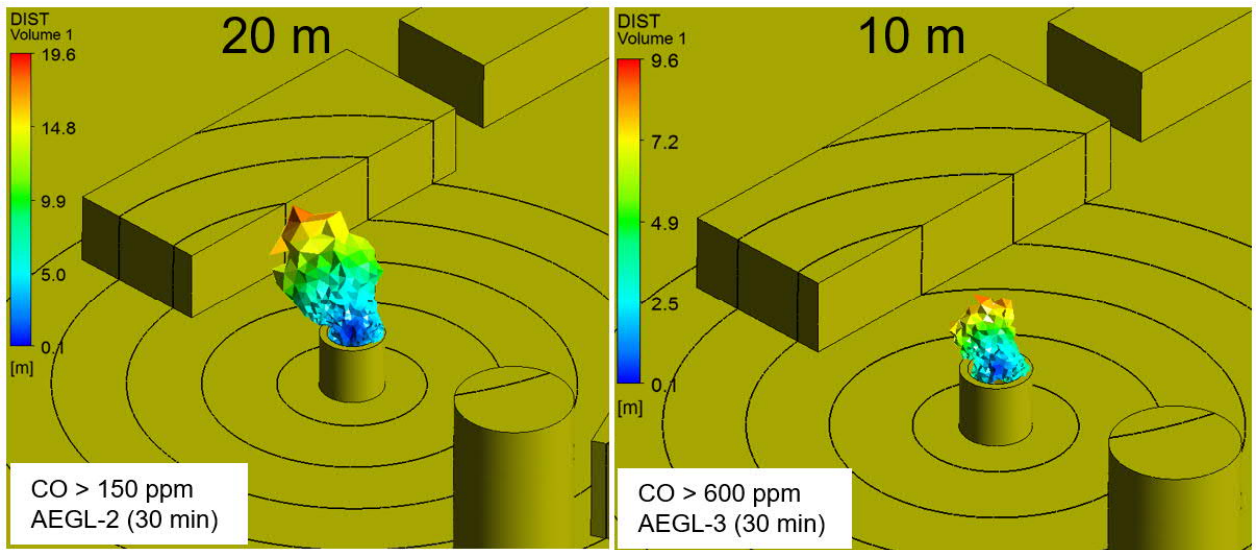 DIST
Volume 1
20 m
19.6
14.8
9.9
5.0
0.1
[m]
CO > 150 ppm
AEGL-2 (30 min)
DIST
Volume 1
10 m
9.6
7.2
4.9
2.5
0.1
[m]
CO > 600 ppm
AEGL-3 (30 min)